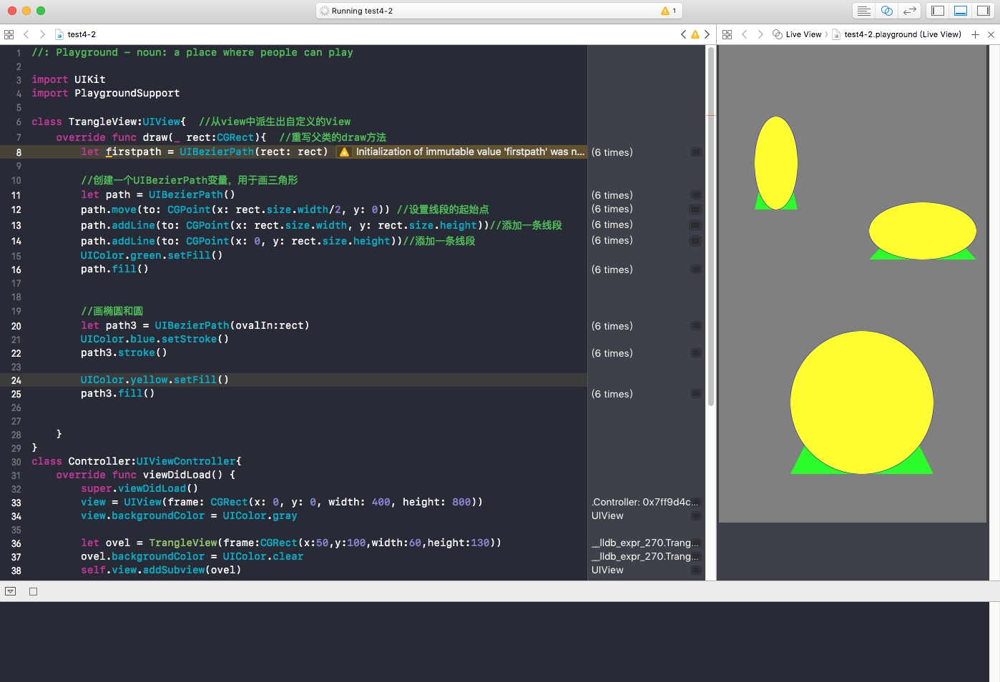 Running test4-2
1
test4-2
Live View
test4-2.playground (Live View)
1 //: Playground - noun: a place where people can play
2
3 import UIKit
4 import PlaygroundSupport
5
6 class TrangleView:UIView{ //从view中派生出自定义的View
7 override func draw(_ rect:CGRect){ //重写父类的draw方法
8 let firstpath = UIBezierPath(rect: rect) Initialization of immutable value 'firstpath' was n... (6 times)
9
10 //创建一个UIBezierPath变量，用于画三角形
11 let path = UIBezierPath() (6 times)
12 path.move(to: CGPoint(x: rect.size.width/2, y: 0)) //设置线段的起始点 (6 times)
13 path.addLine(to: CGPoint(x: rect.size.width, y: rect.size.height))//添加一条线段 (6 times)
14 path.addLine(to: CGPoint(x: 0, y: rect.size.height))//添加一条线段 (6 times)
15 UIColor.green.setFill()
16 path.fill() (6 times)
17
18
19 //画椭圆和圆
20 let path3 = UIBezierPath(ovalIn:rect) (6 times)
21 UIColor.blue.setStroke()
22 path3.stroke() (6 times)
23
24 UIColor.yellow.setFill()
25 path3.fill() (6 times)
26
27
28 }
29 }
30 class Controller:UIViewController{
31 override func viewDidLoad() {
32 super.viewDidLoad()
33 view = UIView(frame: CGRect(x: 0, y: 0, width: 400, height: 800)) .Controller: 0x7ff9d4c...
34 view.backgroundColor = UIColor.gray UIView
35
36 let ovel = TrangleView(frame:CGRect(x:50,y:100,width:60,height:130)) __lldb_expr_270.Trang...
37 ovel.backgroundColor = UIColor.clear __lldb_expr_270.Trang...
38 self.view.addSubview(ovel) UIView